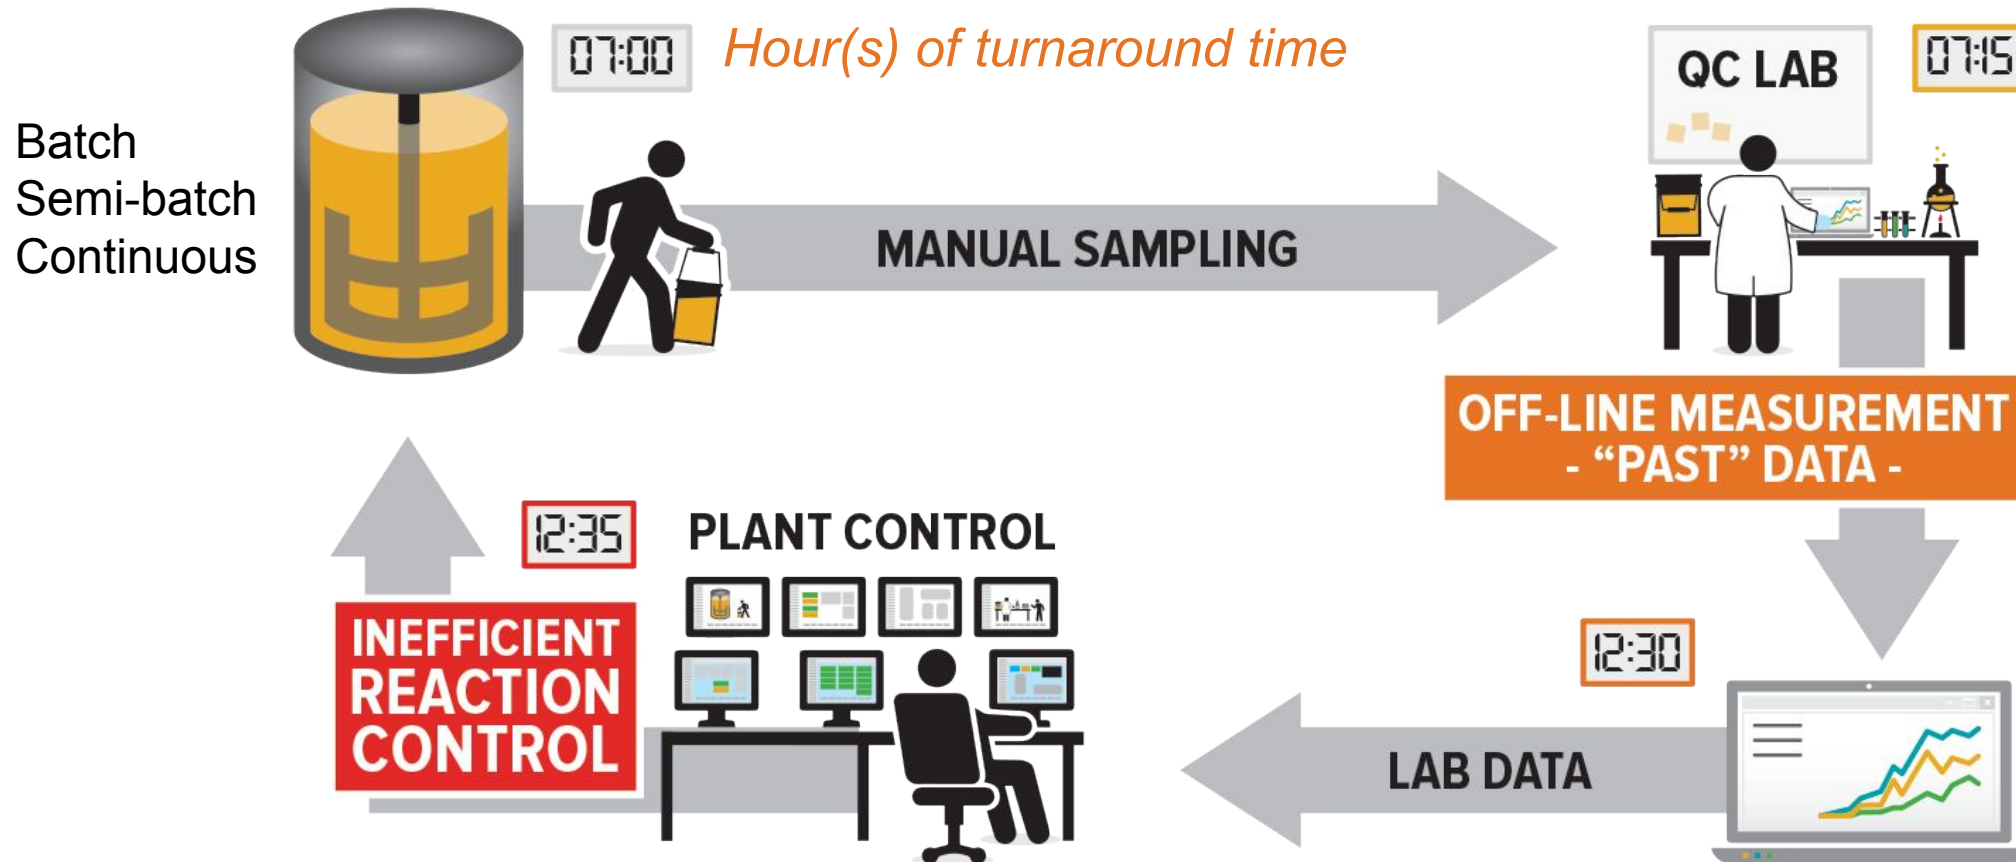 07:00
Hour(s) of turnaround time
QC LAB
07:15
Batch
Semi-batch
Continuous
MANUAL SAMPLING
OFF-LINE MEASUREMENT
- “PAST” DATA -
12:35
PLANT CONTROL
INEFFICIENT
REACTION
CONTROL
12:30
LAB DATA